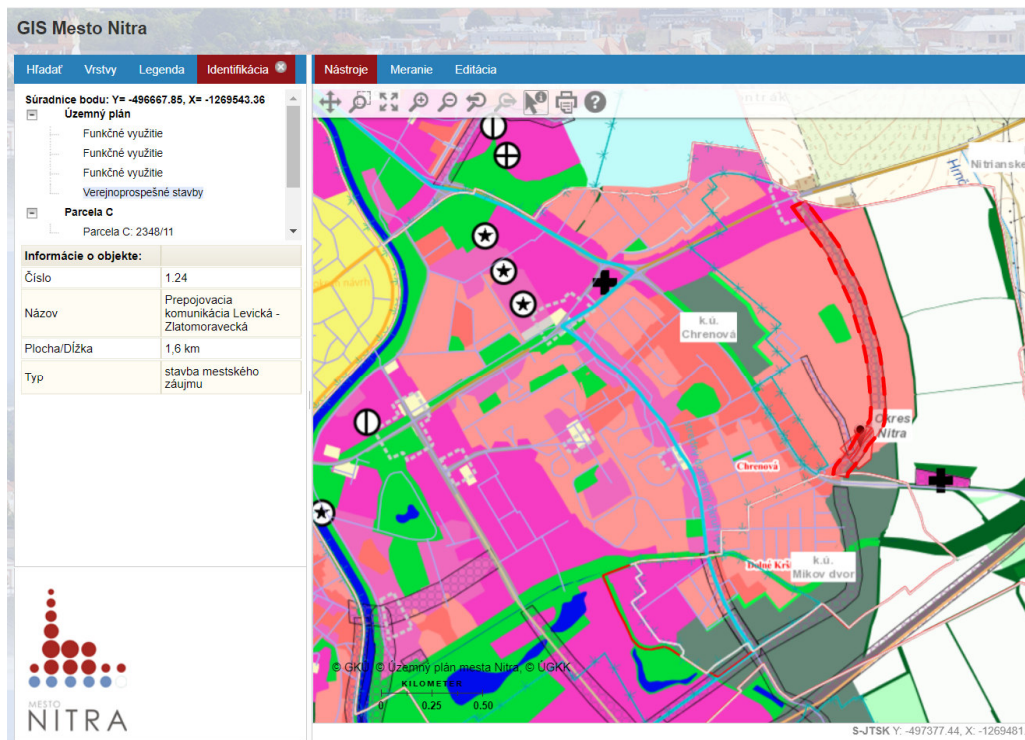 GIS Mesto Nitra
Hľadať Vrstvy Legenda Identifikácia
Nástroje Meranie Editácia
Súradnice bodu: Y= -496667.85, X= -1269543.36
Územný plán
Funkčné využitie
Funkčné využitie
Funkčné využitie
Verejnoprospešné stavby
Parcela C
Parcela C: 2348/11
Informácie o objekte:
Číslo 1.24
Názov Prepojovacia
komunikácia Levická -
Zlatomoravecká
Plocha/Dĺžka 1,6 km
Typ stavba mestského
záujmu
Nitrianske
k.ú.
Chrenová
Okres
Nitra
Chrenová
k.ú.
Mikov dvor
© GKÚ, © Územný plán mesta Nitra, © ÚGKK
KILOMETER
0 0.25 0.50
MESTO
NITRA
S-JTSK Y: -497377.44, X: -1269481